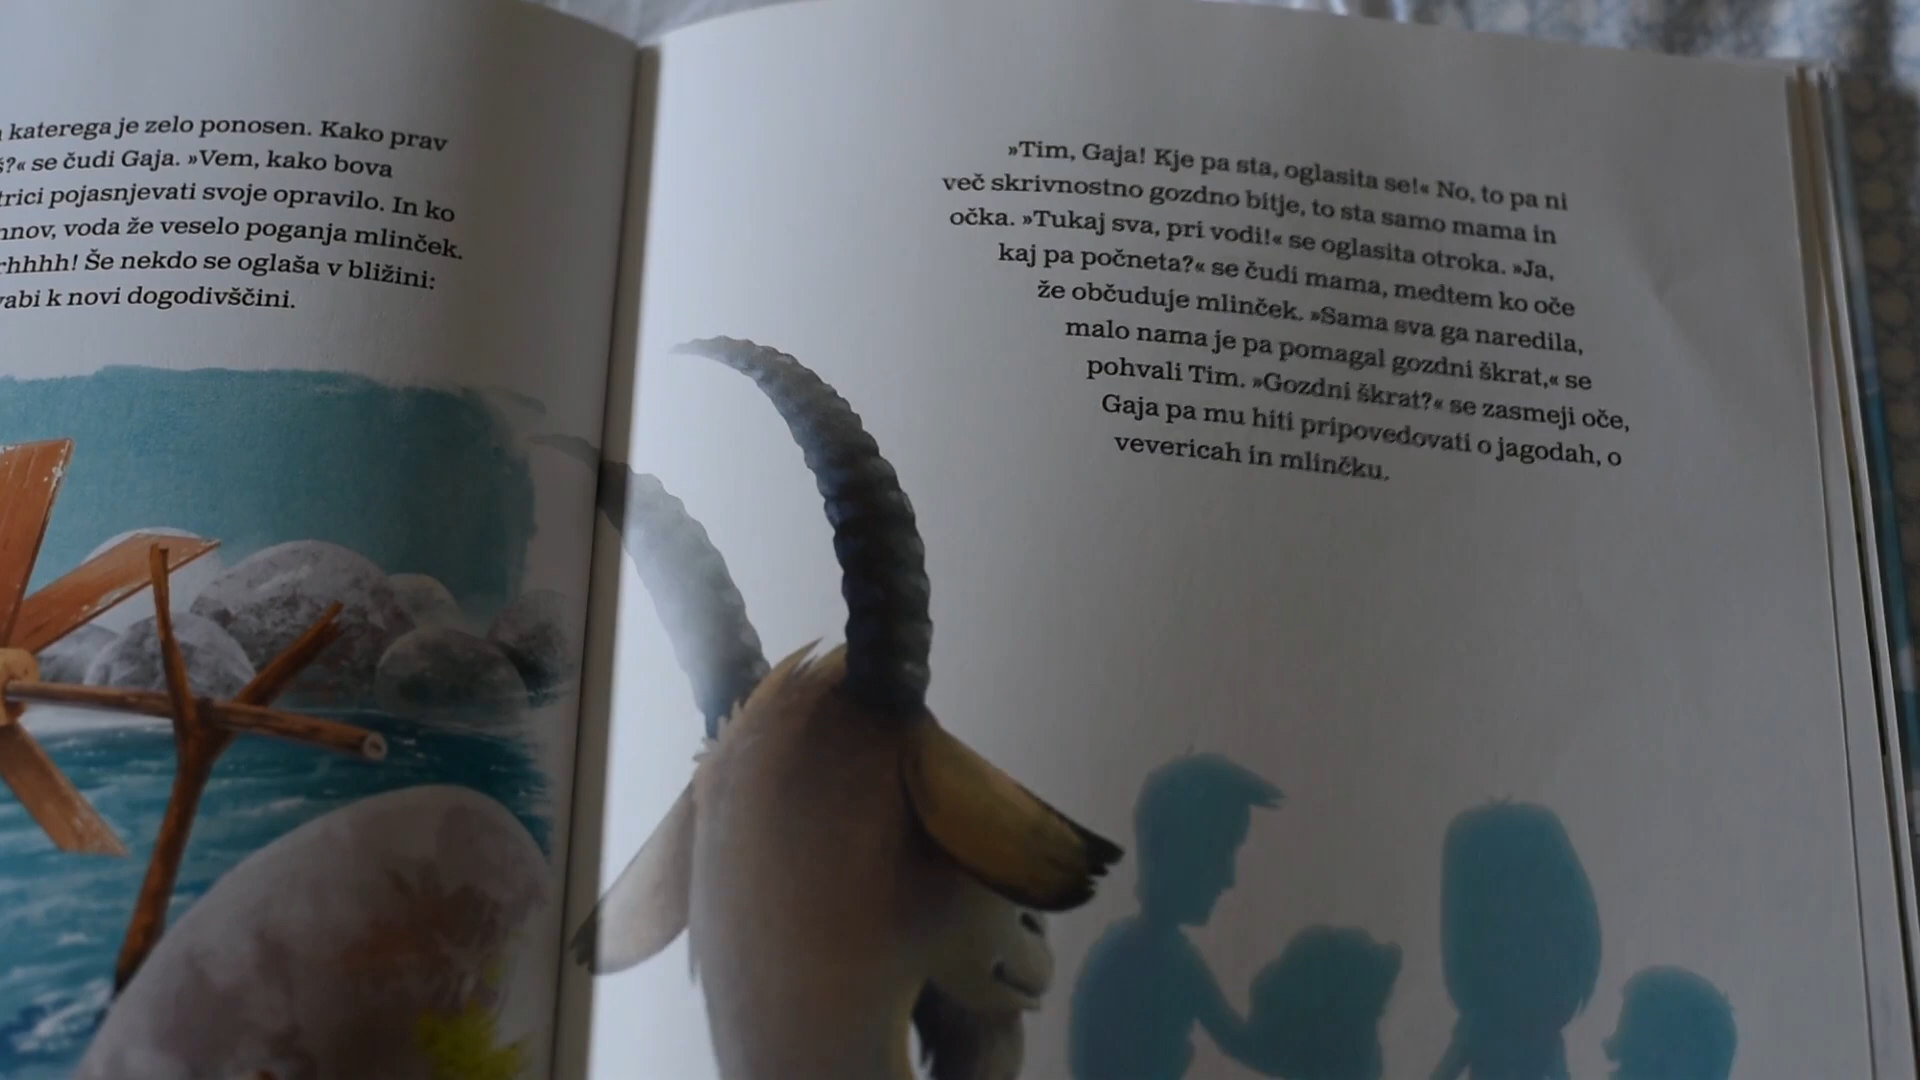 katerega je zelo ponosen. Kako prav
?« se čudi Gaja. »Vem, kako bova
trici pojasnjevati svoje opravilo. In ko
nnov, voda že veselo poganja mlinček.
rhhhh! Še nekdo se oglaša v bližini:
vabi k novi dogodivščini.
»Tim, Gaja! Kje pa sta, oglasita se!« No, to pa ni
več skrivnostno gozdno bitje, to sta samo mama in
očka. »Tukaj sva, pri vodi!« se oglasita otroka. »Ja,
kaj pa počneta?« se čudi mama, medtem ko oče
že občuduje mlinček. »Sama sva ga naredila,
malo nama je pa pomagal gozdni škrat,« se
pohvali Tim. »Gozdni škrat?« se zasmeji oče,
Gaja pa mu hiti pripovedovati o jagodah, o
vevericah in mlinčku.